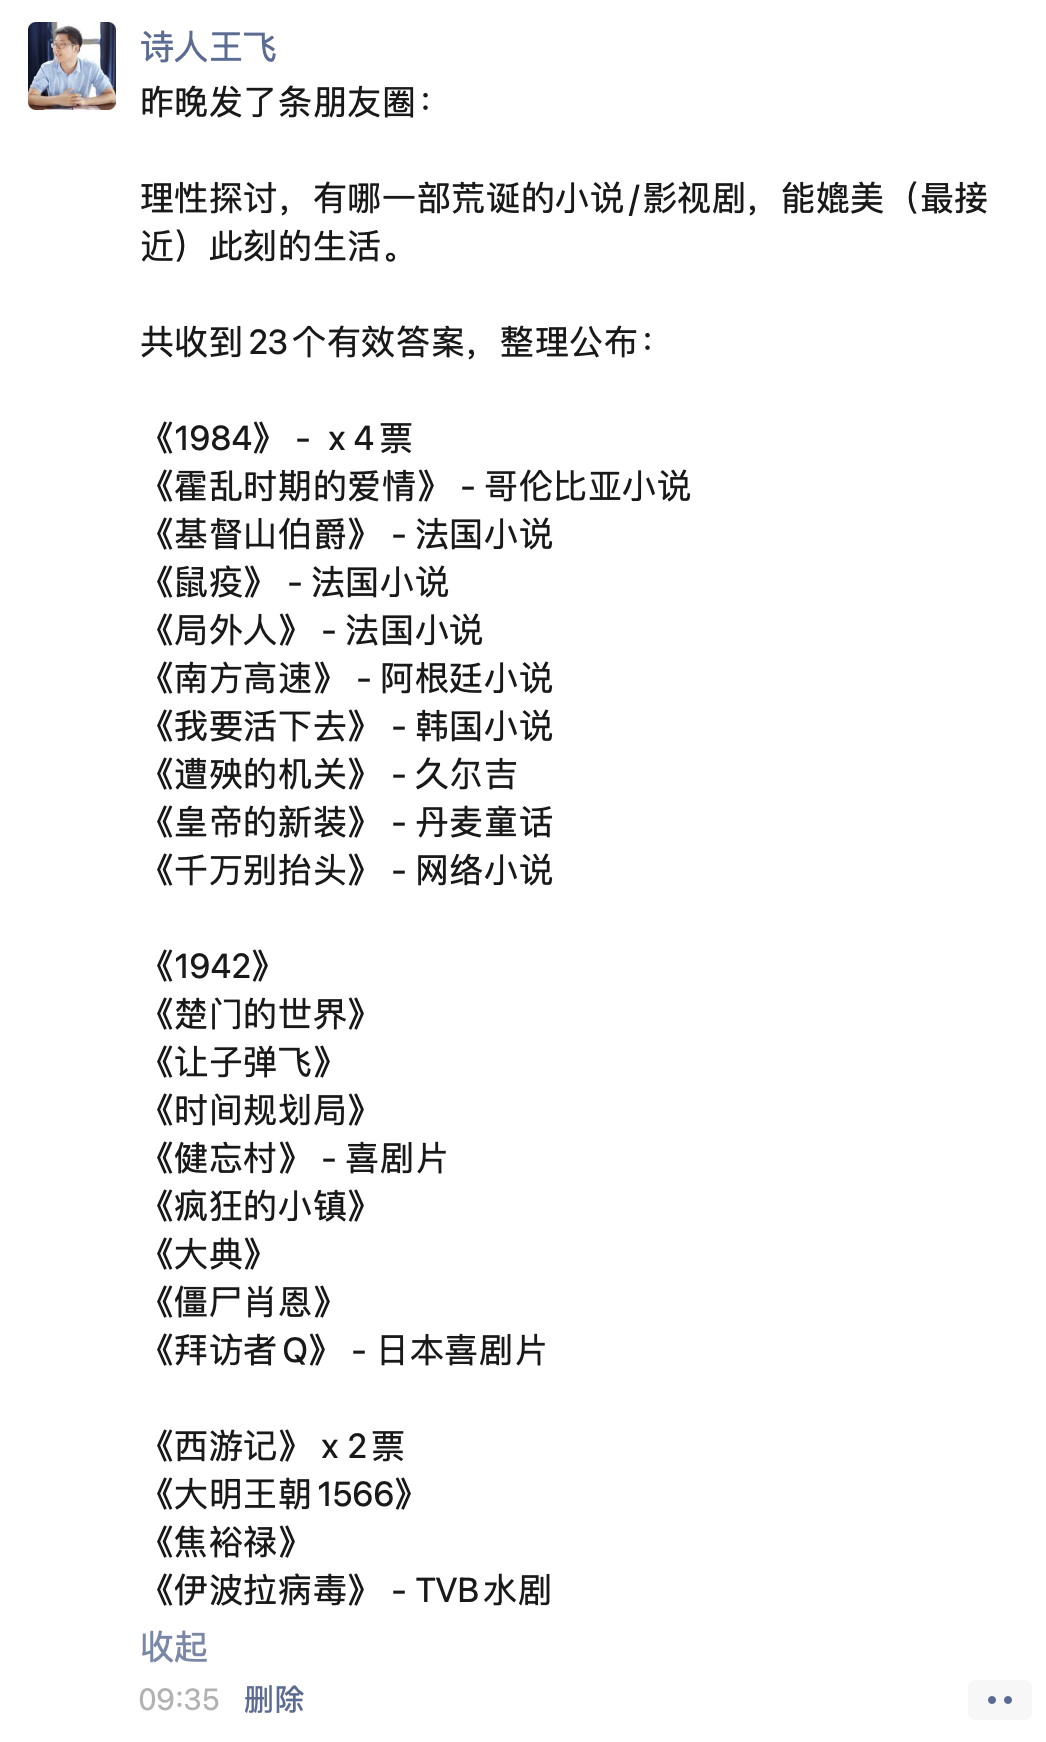 诗人王飞
昨晚发了条朋友圈：
理性探讨，有哪一部荒诞的小说/影视剧，能媲美（最接
近）此刻的生活。
共收到23个有效答案，整理公布：
《1984》 - x 4票
《霍乱时期的爱情》 - 哥伦比亚小说
《基督山伯爵》 - 法国小说
《鼠疫》 - 法国小说
《局外人》 - 法国小说
《南方高速》 - 阿根廷小说
《我要活下去》 - 韩国小说
《遭殃的机关》 - 久尔吉
《皇帝的新装》 - 丹麦童话
《千万别抬头》 - 网络小说
《1942》
《楚门的世界》
《让子弹飞》
《时间规划局》
《健忘村》 - 喜剧片
《疯狂的小镇》
《大典》
《僵尸肖恩》
《拜访者Q》 - 日本喜剧片
《西游记》 x 2票
《大明王朝1566》
《焦裕禄》
《伊波拉病毒》 - TVB水剧
收起
09:35 删除